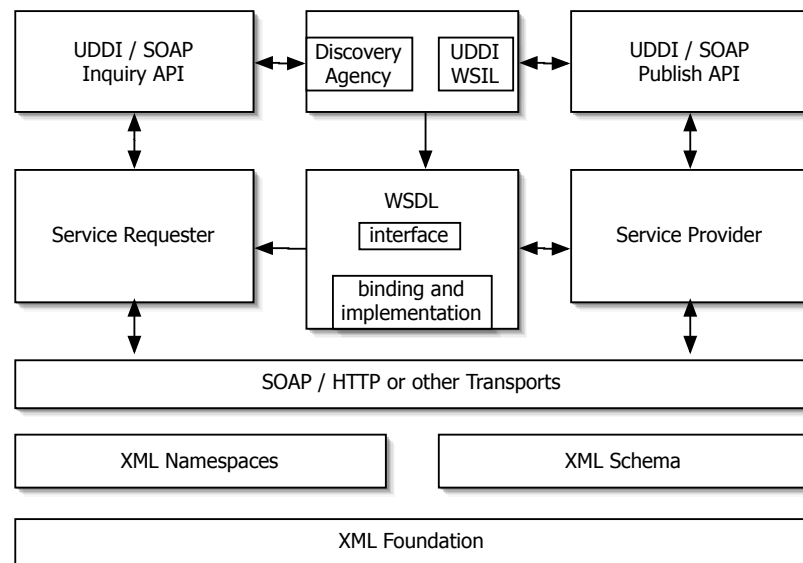 UDDI / SOAP
Inquiry API
Discovery
Agency
UDDI
WSIL
UDDI / SOAP
Publish API
Service Requester
WSDL
interface
binding and
implementation
Service Provider
SOAP / HTTP or other Transports
XML Namespaces
XML Schema
XML Foundation